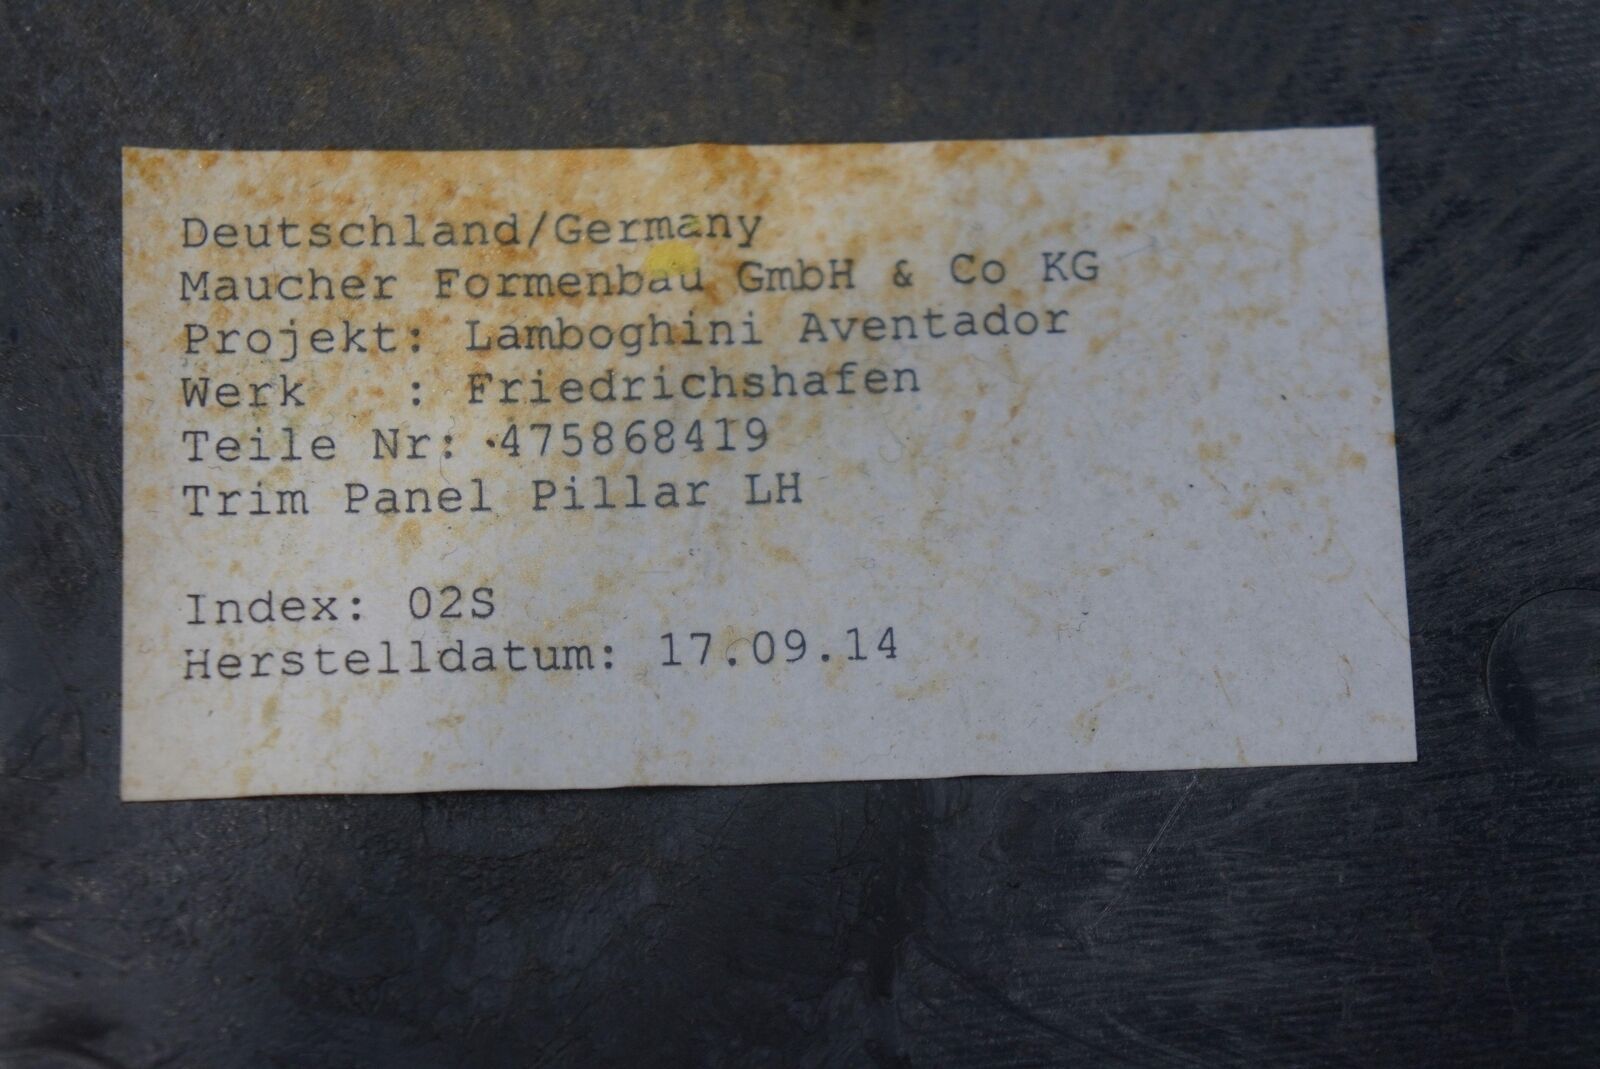 Deutschland/Germany
Maucher Formenbau GmbH & Co KG
Projekt: Lamboghini Aventador
Werk   : Friedrichshafen
Teile Nr: 475868419
Trim Panel Pillar LH
Index: 02S
Herstelldatum: 17.09.14